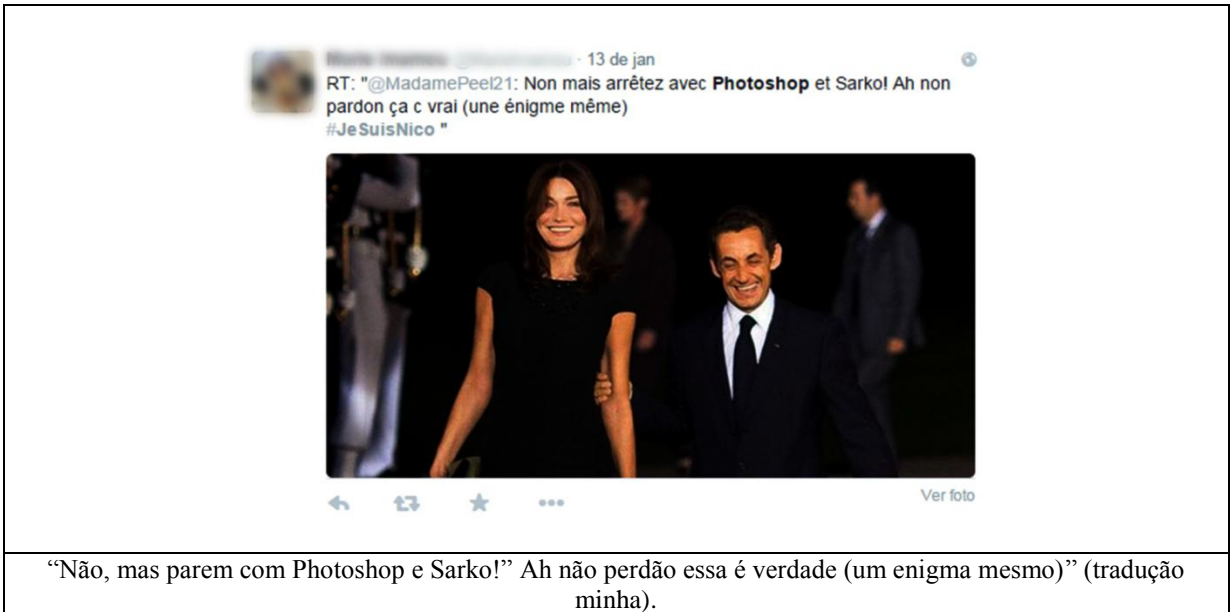 · 13 de jan
RT: "@MadamePeel21: Non mais arrêtez avec Photoshop et Sarko! Ah non
pardon ça c vrai (une énigme même)
#JeSuisNico "
Ver foto
“Não, mas parem com Photoshop e Sarko!” Ah não perdão essa é verdade (um enigma mesmo)” (tradução
minha).